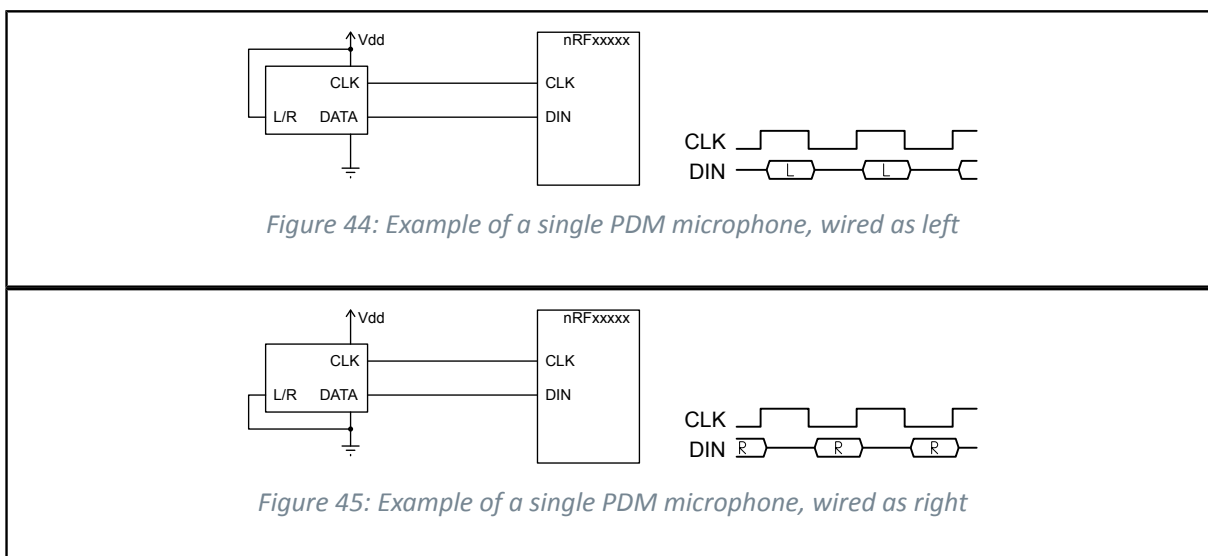 Vdd
nRFxxxxx
CLK
CLK
L/R DATA
DIN
CLK
DIN L L
Figure 44: Example of a single PDM microphone, wired as left
Vdd
nRFxxxxx
CLK
CLK
L/R DATA
DIN
CLK
DIN R R R
Figure 45: Example of a single PDM microphone, wired as right